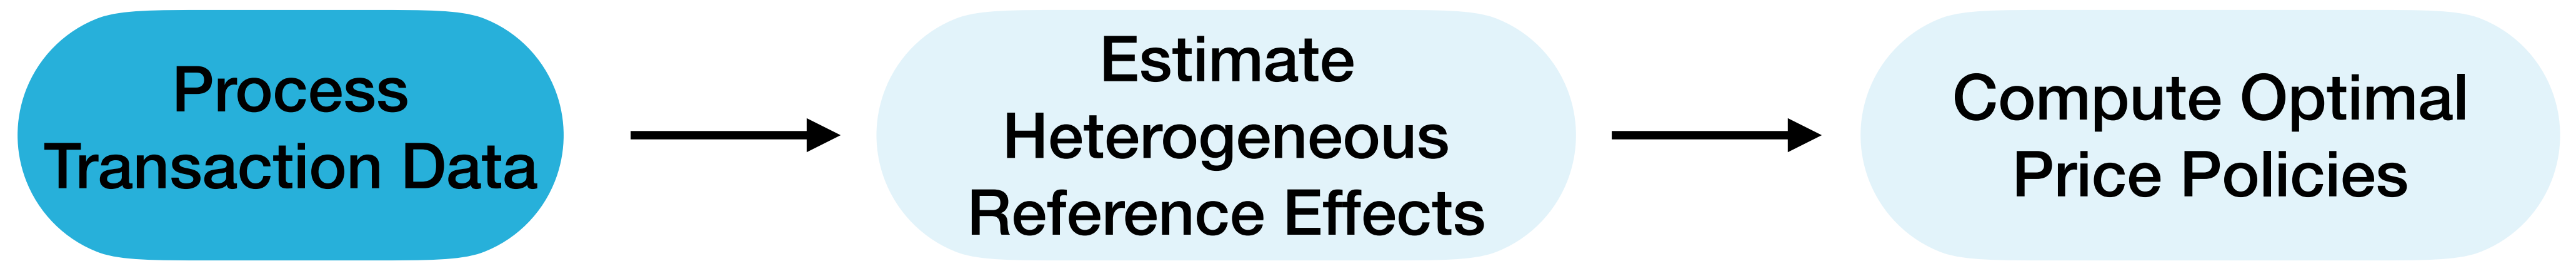 Process
Transaction Data
Estimate
Heterogeneous
Reference Effects
Compute Optimal
Price Policies